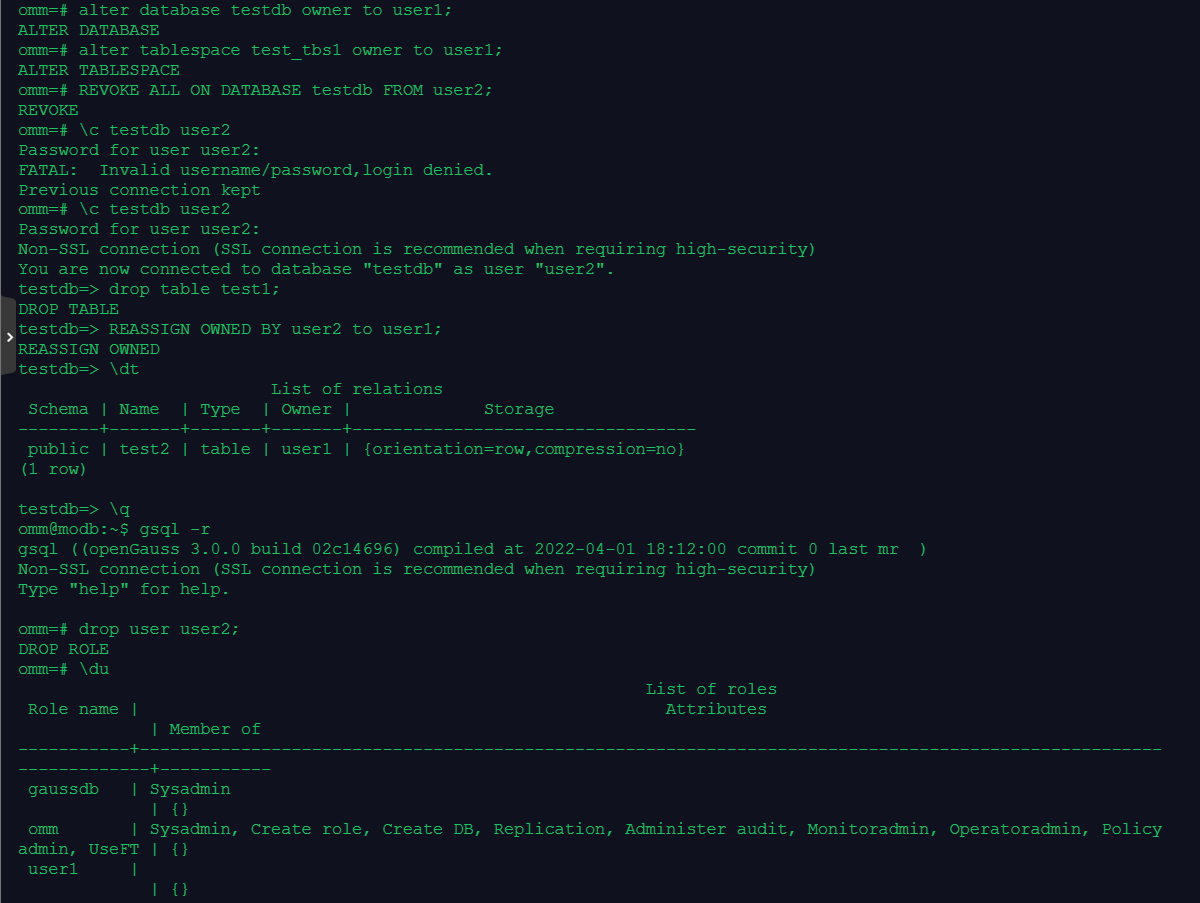 omm=# alter database testdb owner to user1;
ALTER DATABASE
omm=# alter tablespace test_tbs1 owner to user1;
ALTER TABLESPACE
omm=# REVOKE ALL ON DATABASE testdb FROM user2;
REVOKE
omm=# \c testdb user2
Password for user user2:
FATAL:  Invalid username/password,login denied.
Previous connection kept
omm=# \c testdb user2
Password for user user2:
Non-SSL connection (SSL connection is recommended when requiring high-security)
You are now connected to database "testdb" as user "user2".
testdb=> drop table test1;
DROP TABLE
testdb=> REASSIGN OWNED BY user2 to user1;
REASSIGN OWNED
testdb=> \dt
                         List of relations
 Schema | Name  | Type  | Owner |             Storage
--------+-------+-------+-------+----------------------------------
 public | test2 | table | user1 | {orientation=row,compression=no}
(1 row)

testdb=> \q
omm@modb:~$ gsql -r
gsql ((openGauss 3.0.0 build 02c14696) compiled at 2022-04-01 18:12:00 commit 0 last mr  )
Non-SSL connection (SSL connection is recommended when requiring high-security)
Type "help" for help.

omm=# drop user user2;
DROP ROLE
omm=# \du
                                                              List of roles
 Role name |                                                    Attributes
             | Member of
-----------+-----------------------------------------------------------------------------------------------------
-------------+-----------
 gaussdb   | Sysadmin
             | {}
 omm       | Sysadmin, Create role, Create DB, Replication, Administer audit, Monitoradmin, Operatoradmin, Policy
admin, UseFT | {}
 user1     |
             | {}